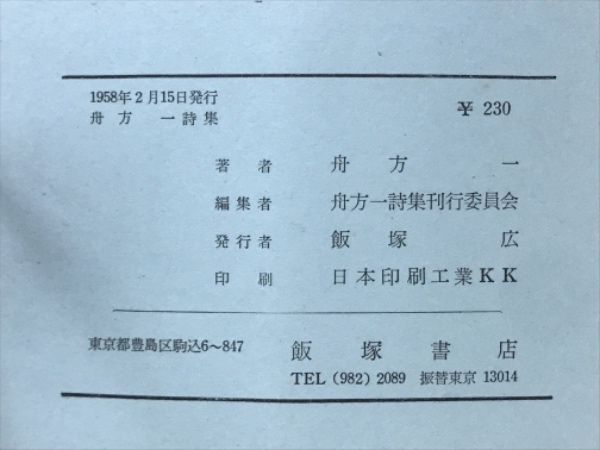 1958年2月15日発行
舟方一詩集
¥ 230
著者 舟方一
編集者 舟方一詩集刊行委員会
発行者 飯塚広
印刷 日本印刷工業KK
東京都豊島区駒込6〜847
飯塚書店
TEL (982) 2089 振替東京 13014